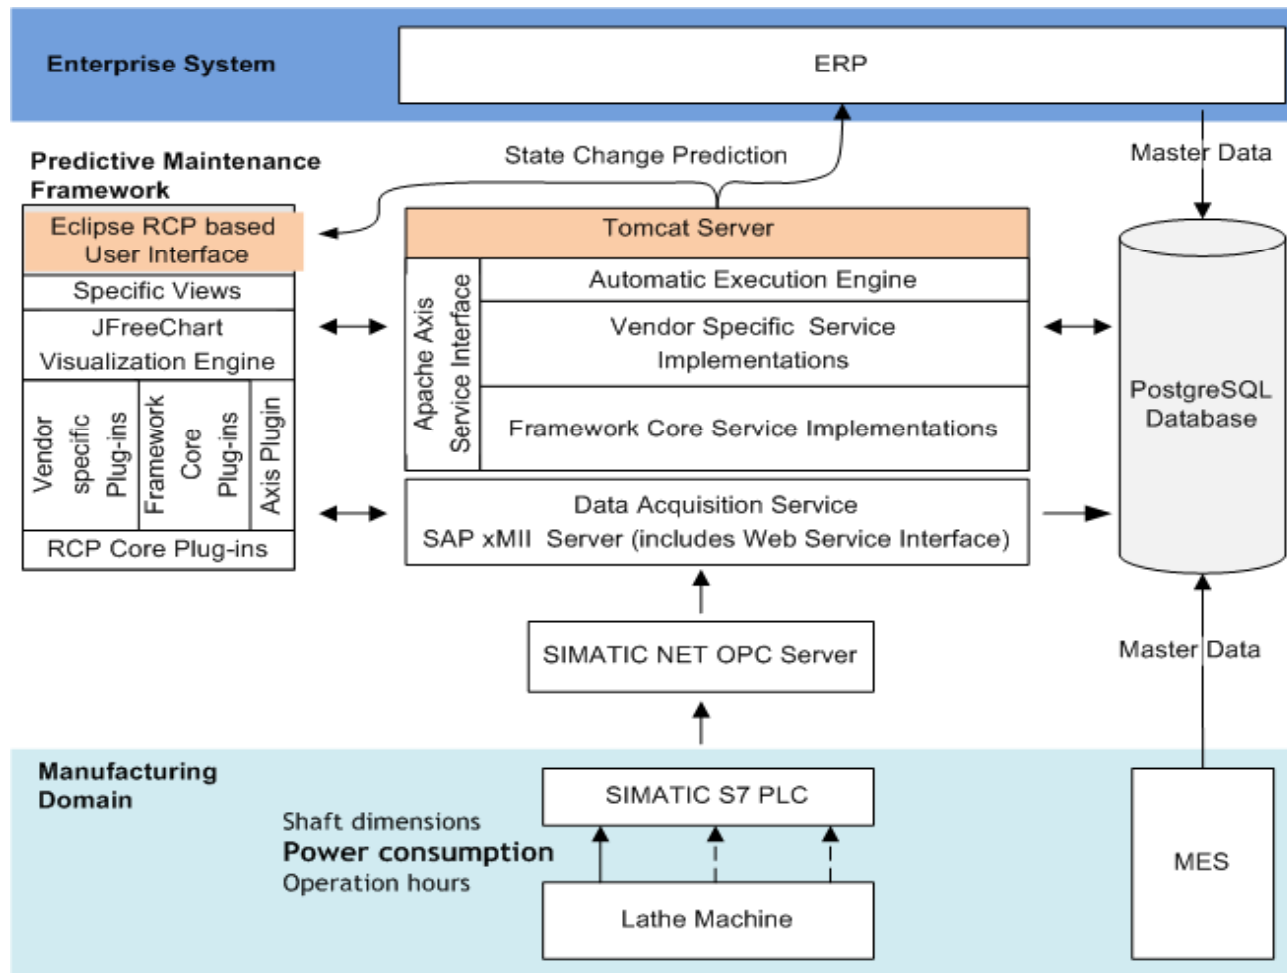 Enterprise System
ERP
State Change Prediction
Master Data
Predictive Maintenance
Framework
Eclipse RCP based
User Interface
Specific Views
JFreeChart
Visualization Engine
Vendor
specific
Plug-ins
Framework
Core
Plug-ins
Axis Plugin
RCP Core Plug-ins
Tomcat Server
Apache Axis
Service Interface
Automatic Execution Engine
Vendor Specific Service
Implementations
Framework Core Service Implementations
Data Acquisition Service
SAP xMII Server (includes Web Service Interface)
PostgreSQL
Database
SIMATIC NET OPC Server
Master Data
Manufacturing
Domain
SIMATIC S7 PLC
Shaft dimensions
Power consumption
Operation hours
Lathe Machine
MES